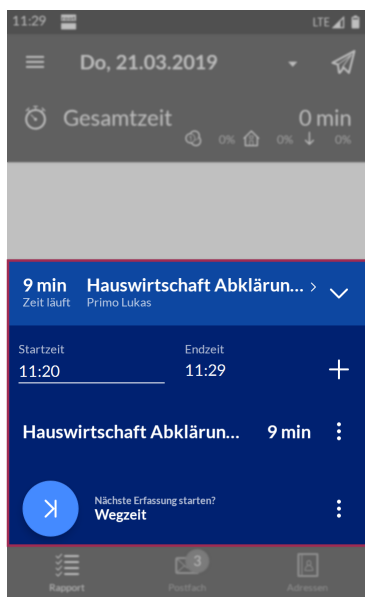 11:29
LTE
Do, 21.03.2019
Gesamtzeit
0 min
0%
0%
0%
9 min
Hauswirtschaft Abklärun...
Zeit läuft
Primo Lukas
Startzeit
Endzeit
11:20
11:29
Hauswirtschaft Abklärun...
9 min
Nächste Erfassung starten?
Wegzeit
3
Rapport
Postfach
Adressen